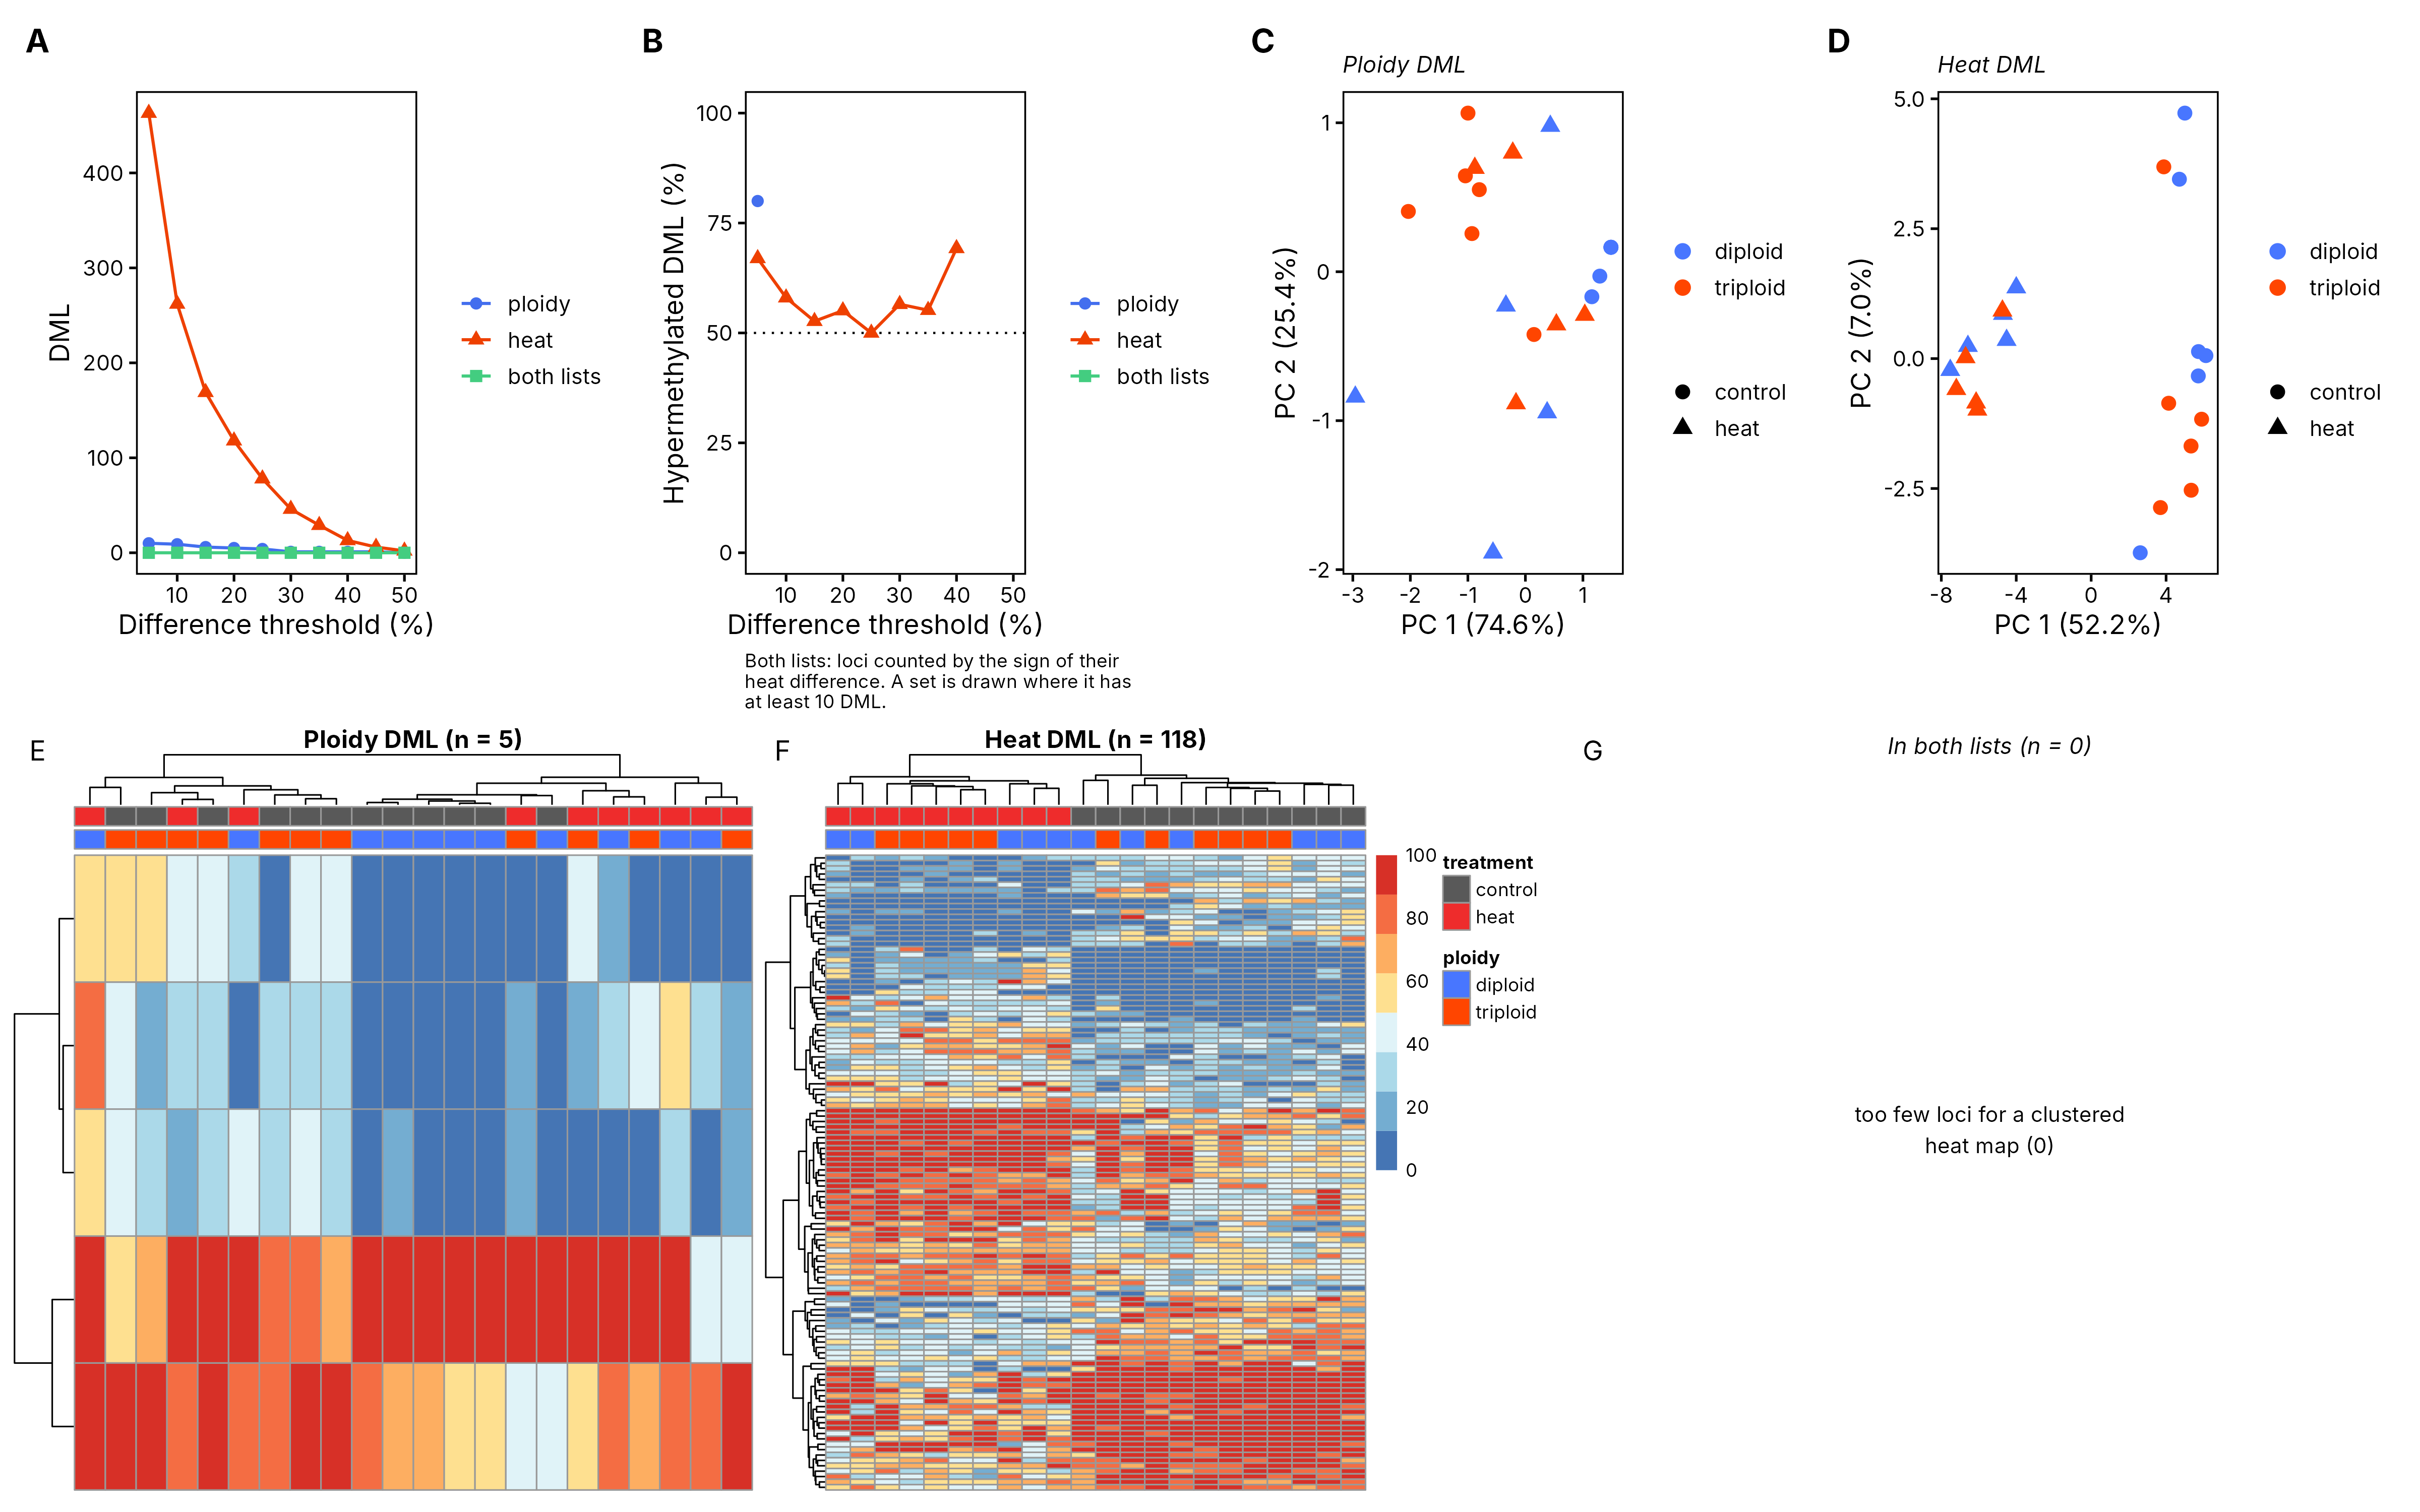 A
DML
400
300
200
100
0
10 20 30 40 50
Difference threshold (%)
ploidy
heat
both lists
B
Hypermethylated DML (%)
100
75
50
25
0
10 20 30 40 50
Difference threshold (%)
ploidy
heat
both lists
Both lists: loci counted by the sign of their
heat difference. A set is drawn where it has
at least 10 DML.
C
Ploidy DML
PC 2 (25.4%)
1
0
-1
-2
-3 -2 -1 0 1
PC 1 (74.6%)
diploid
triploid
control
heat
D
Heat DML
PC 2 (7.0%)
5.0
2.5
0.0
-2.5
-8 -4 0 4
PC 1 (52.2%)
diploid
triploid
control
heat
E
Ploidy DML (n = 5)
F
Heat DML (n = 118)
100
80
60
40
20
0
treatment
control
heat
ploidy
diploid
triploid
G
In both lists (n = 0)
too few loci for a clustered
heat map (0)